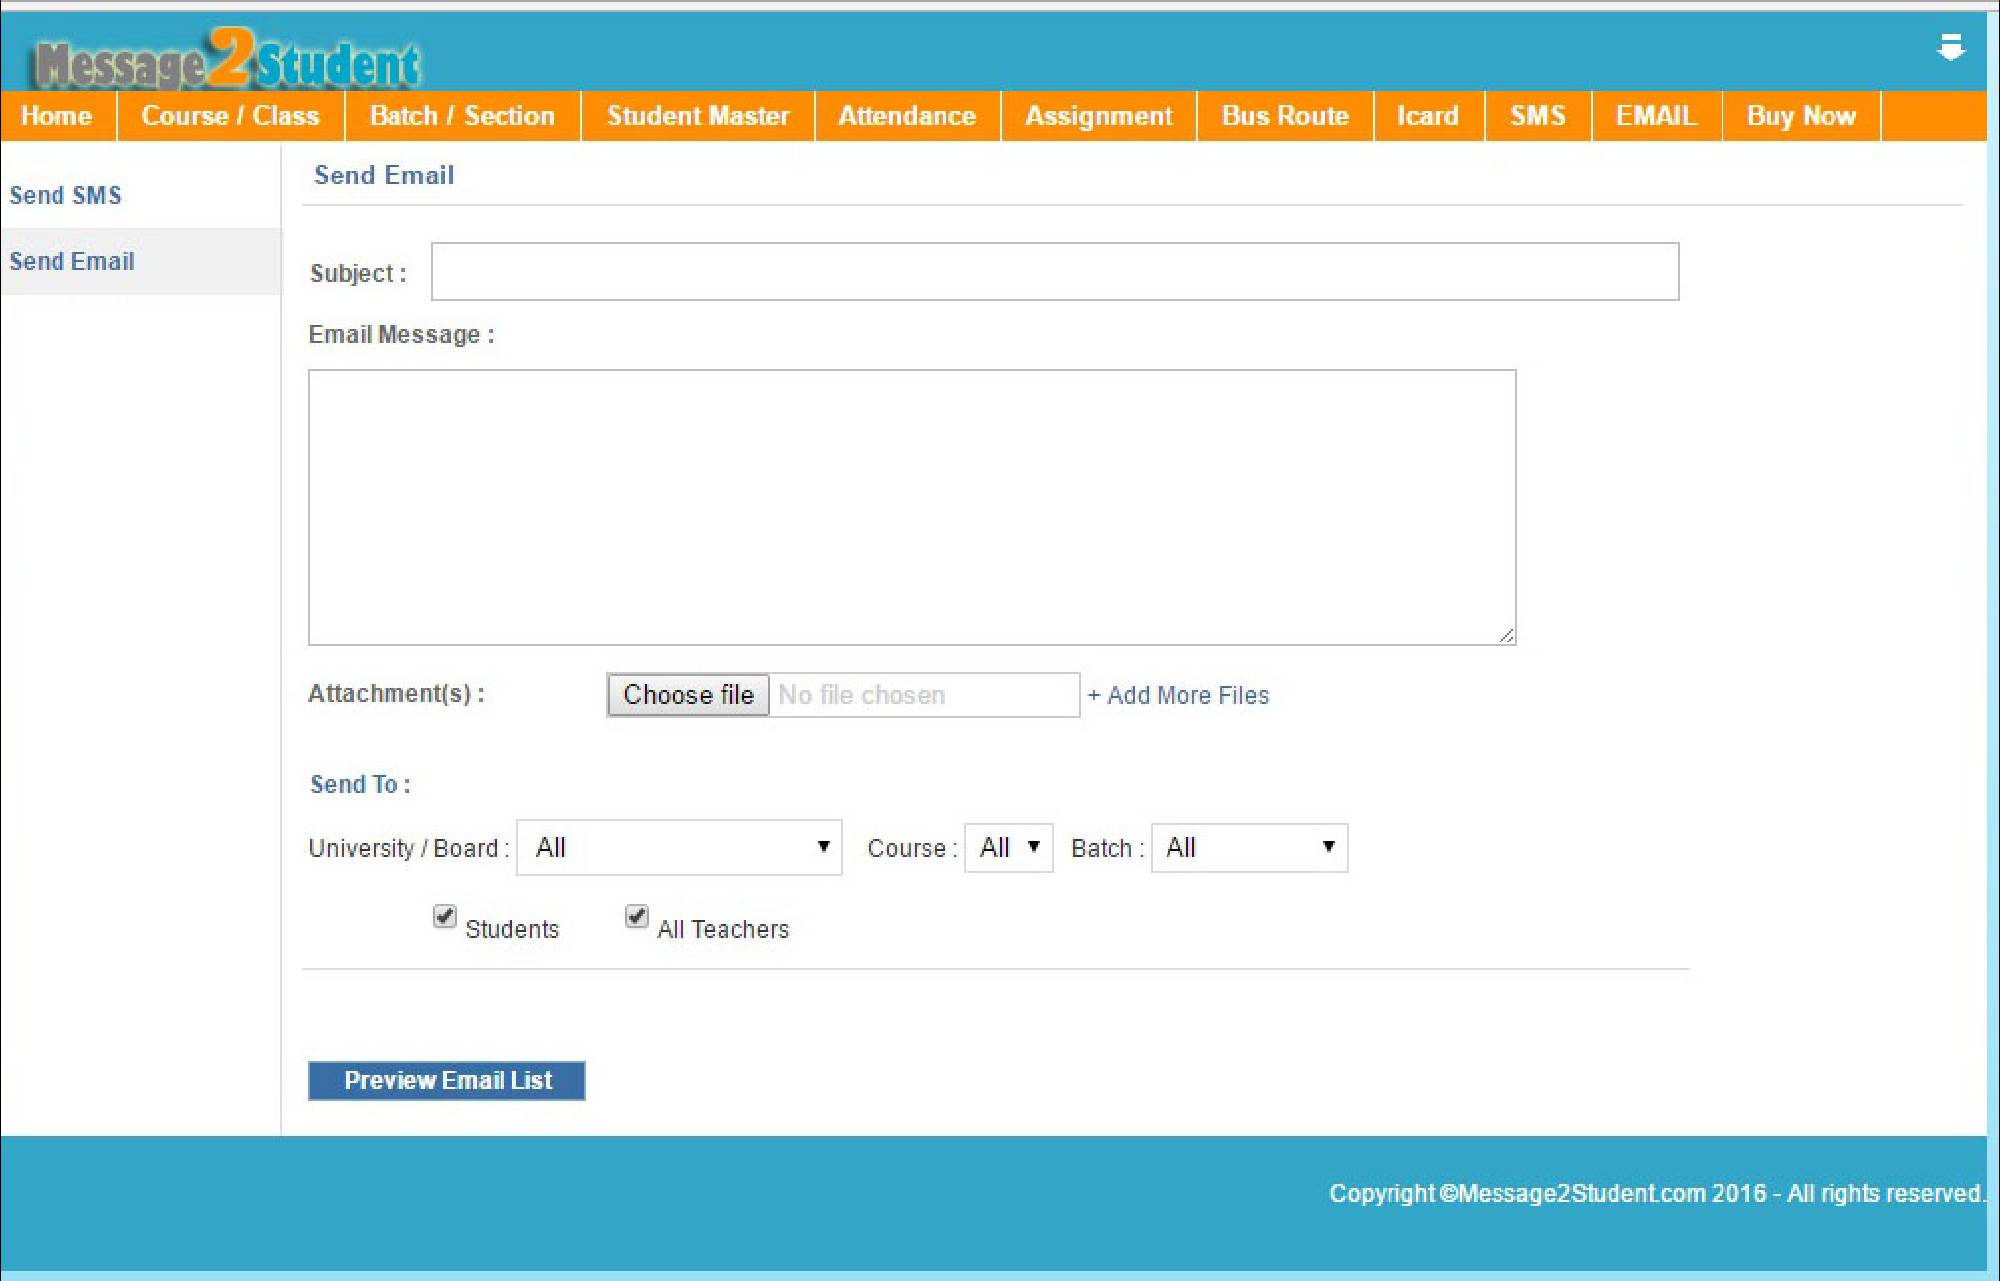 Message2Student
Home Course / Class Batch / Section Student Master Attendance Assignment Bus Route Icard SMS EMAIL Buy Now
Send SMS
Send Email
Send Email
Subject :
Email Message :
Attachment(s) : Choose file No file chosen + Add More Files
Send To :
University / Board : All Course : All Batch : All
Students All Teachers
Preview Email List
Copyright ©Message2Student.com 2016 - All rights reserved.